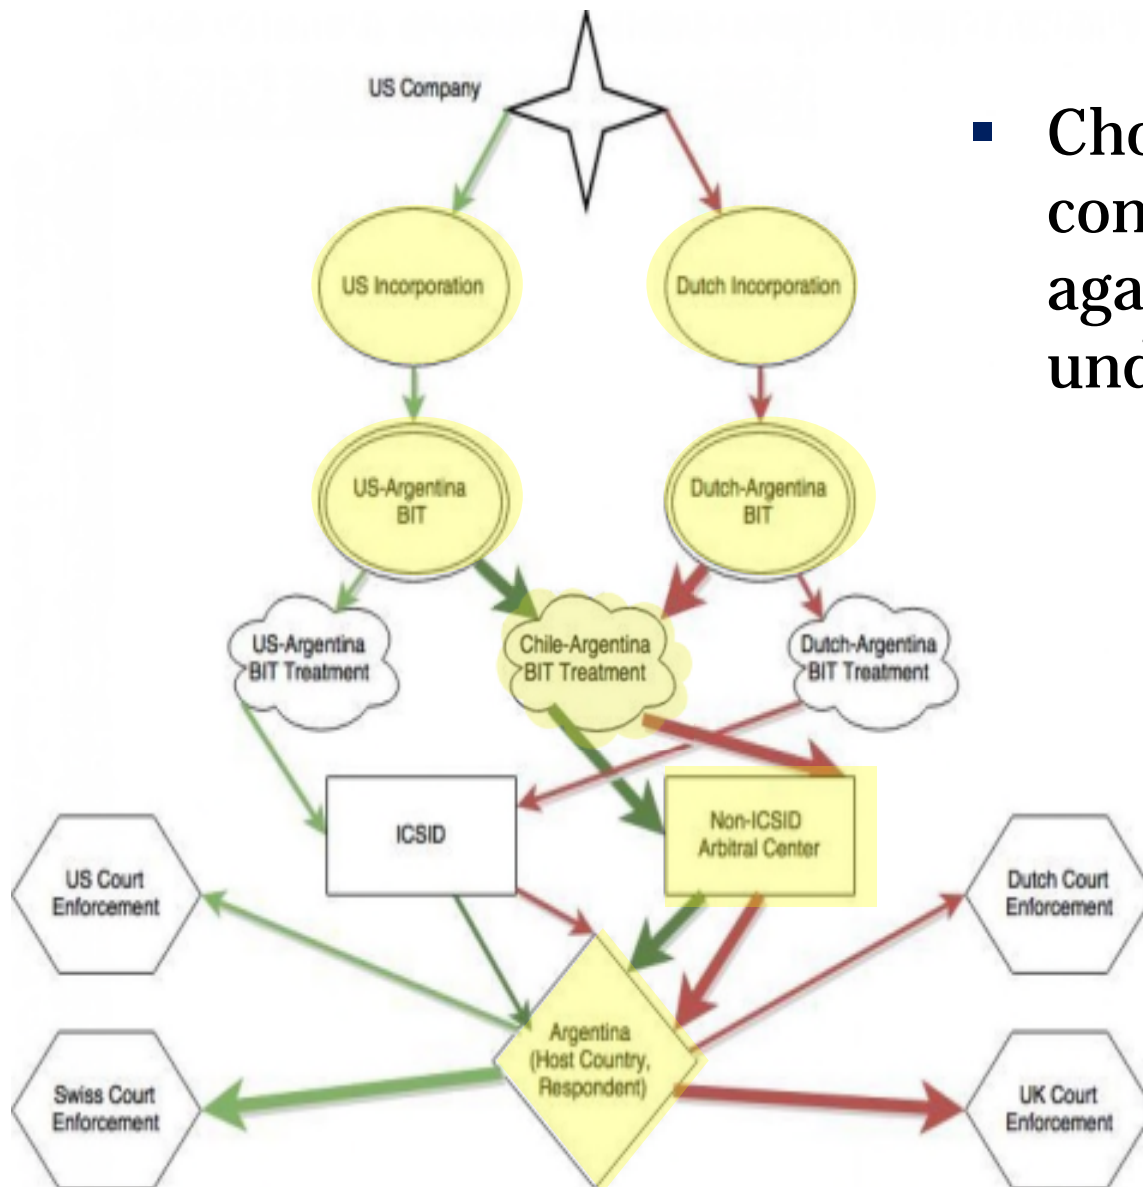 US Company
▪ Cho
con
aga
und
US Incorporation
Dutch Incorporation
US-Argentina
BIT
Dutch-Argentina
BIT
US-Argentina
BIT Treatment
Chile-Argentina
BIT Treatment
Dutch-Argentina
BIT Treatment
ICSID
Non-ICSID
Arbitral Center
US Court
Enforcement
Dutch Court
Enforcement
Argentina
(Host Country,
Respondent)
Swiss Court
Enforcement
UK Court
Enforcement